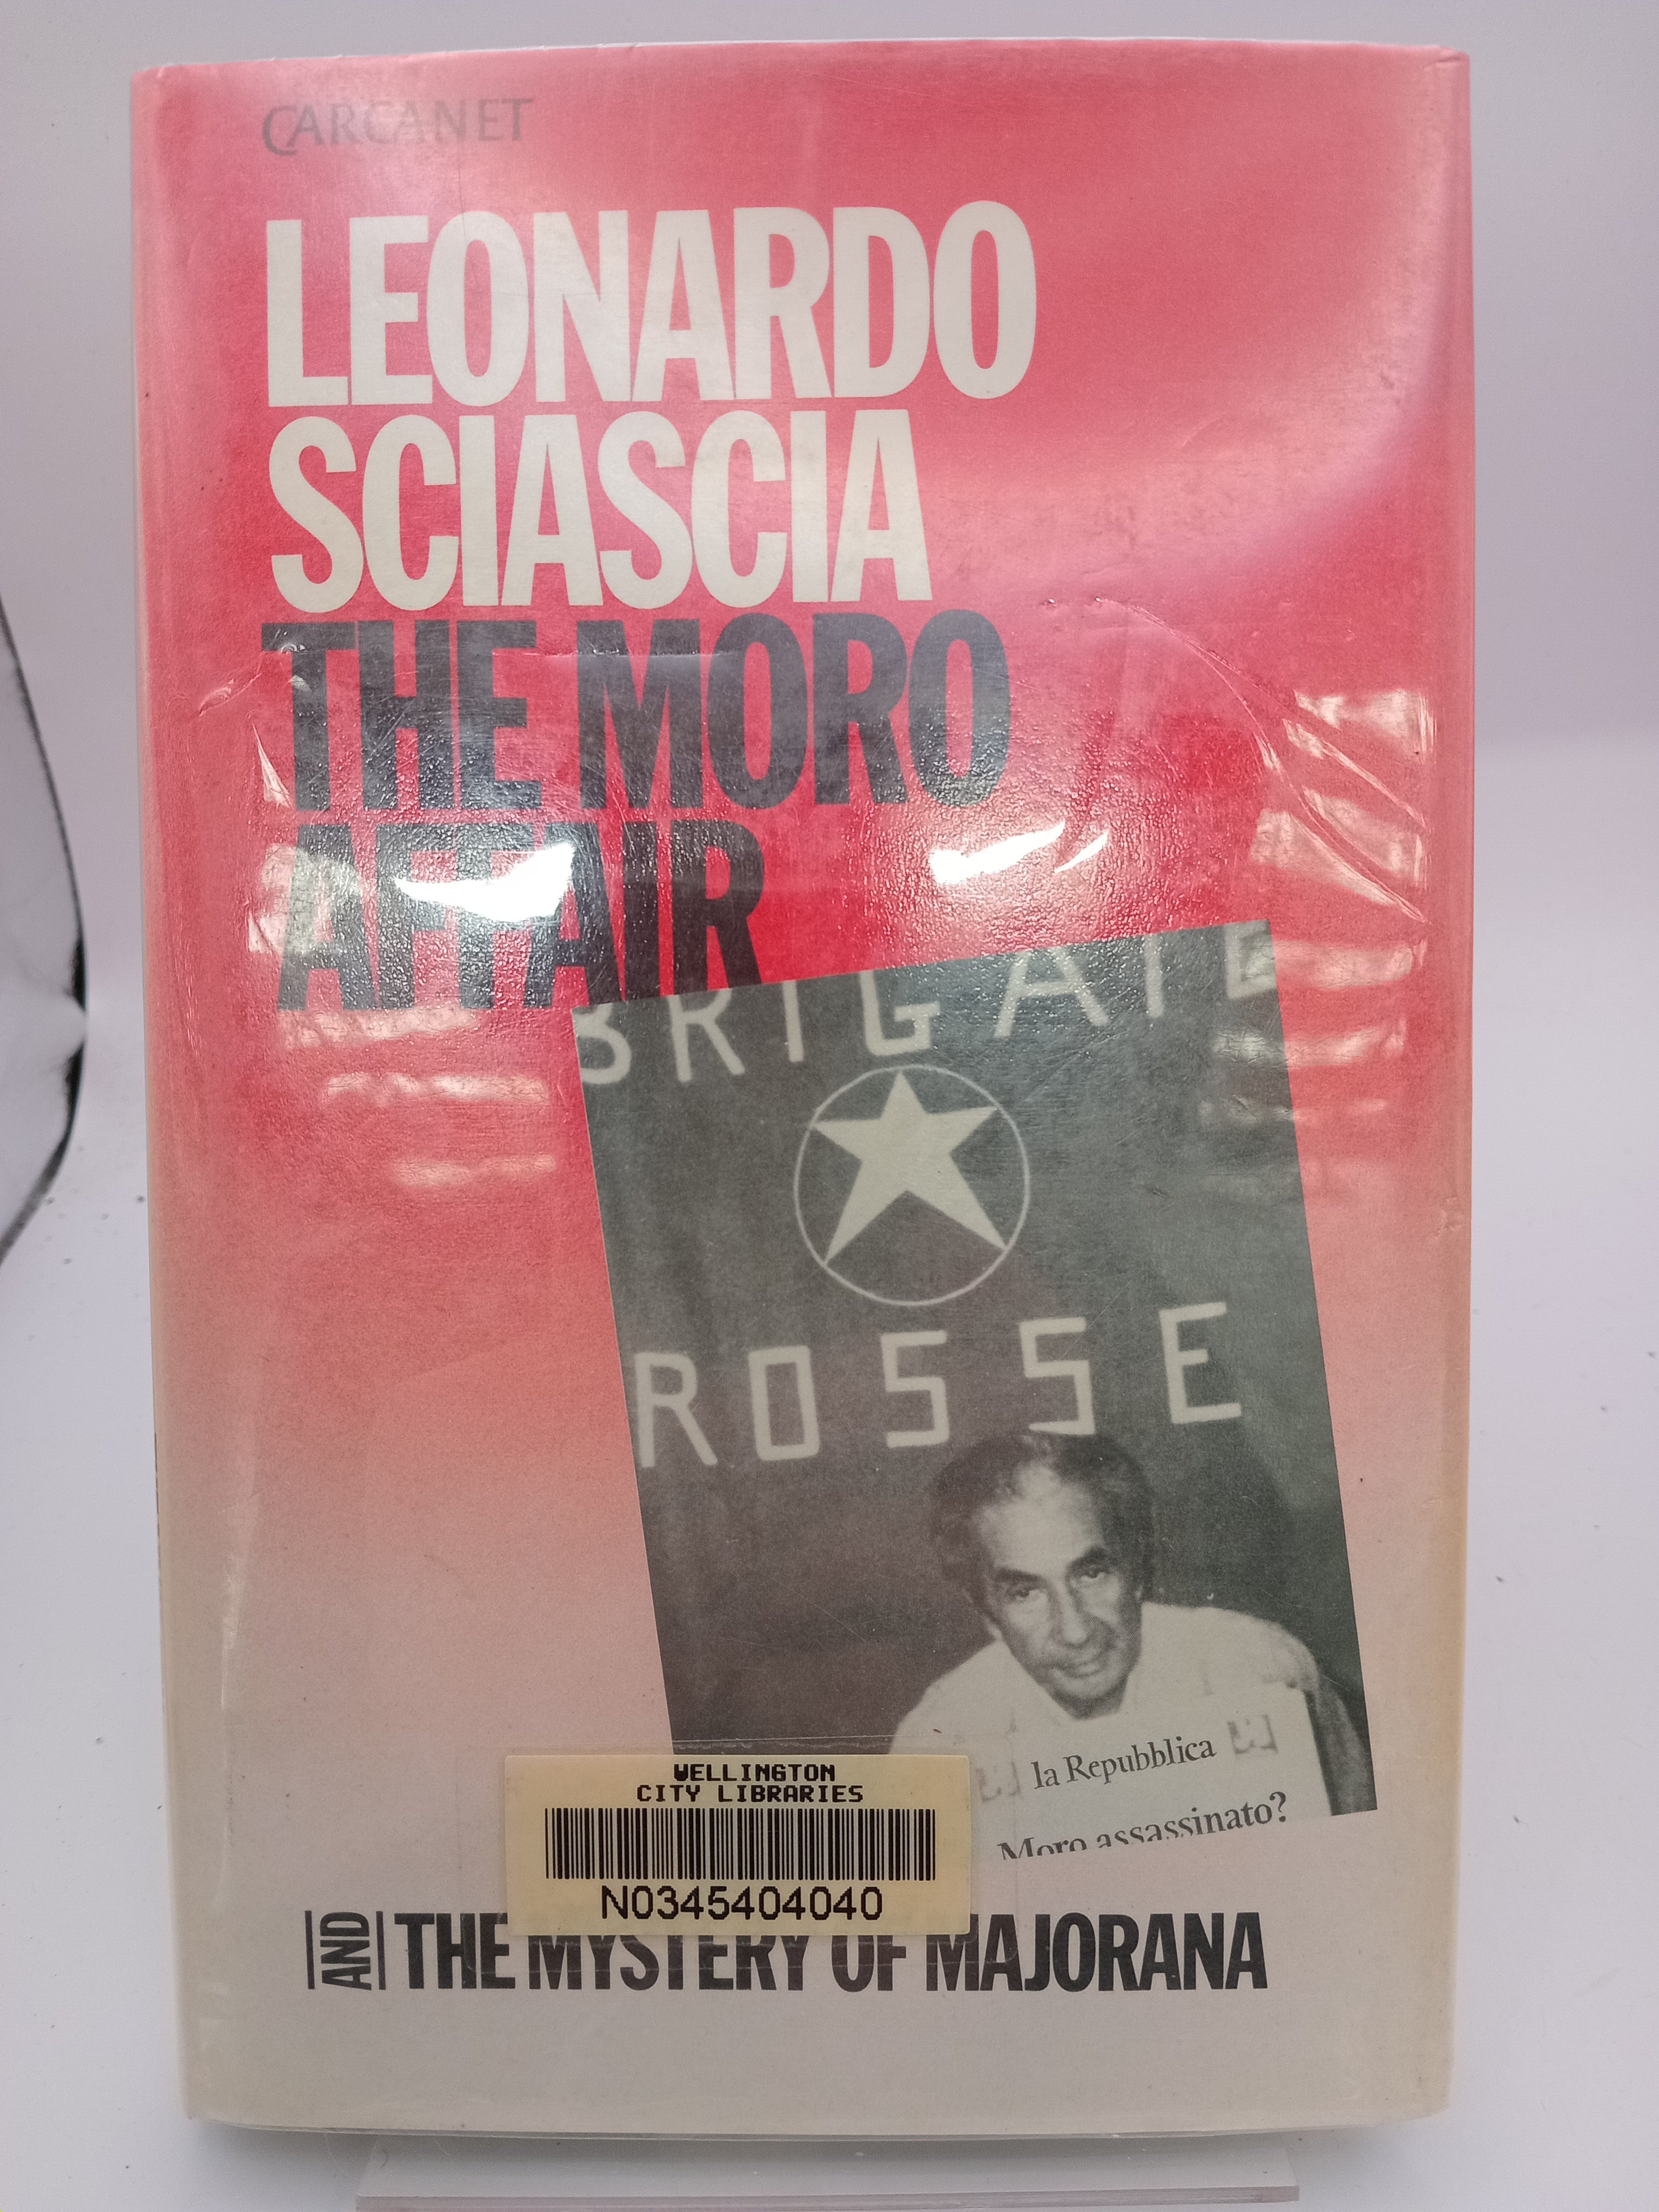 CARCANET
LEONARDO
SCIASCIA
THE MORO
AFFAIR
BRIGATE
ROSSE
la Repubblica
Moro assassinato?
WELLINGTON
CITY LIBRARIES
N0345404040
AND THE MYSTERY OF MAJORANA